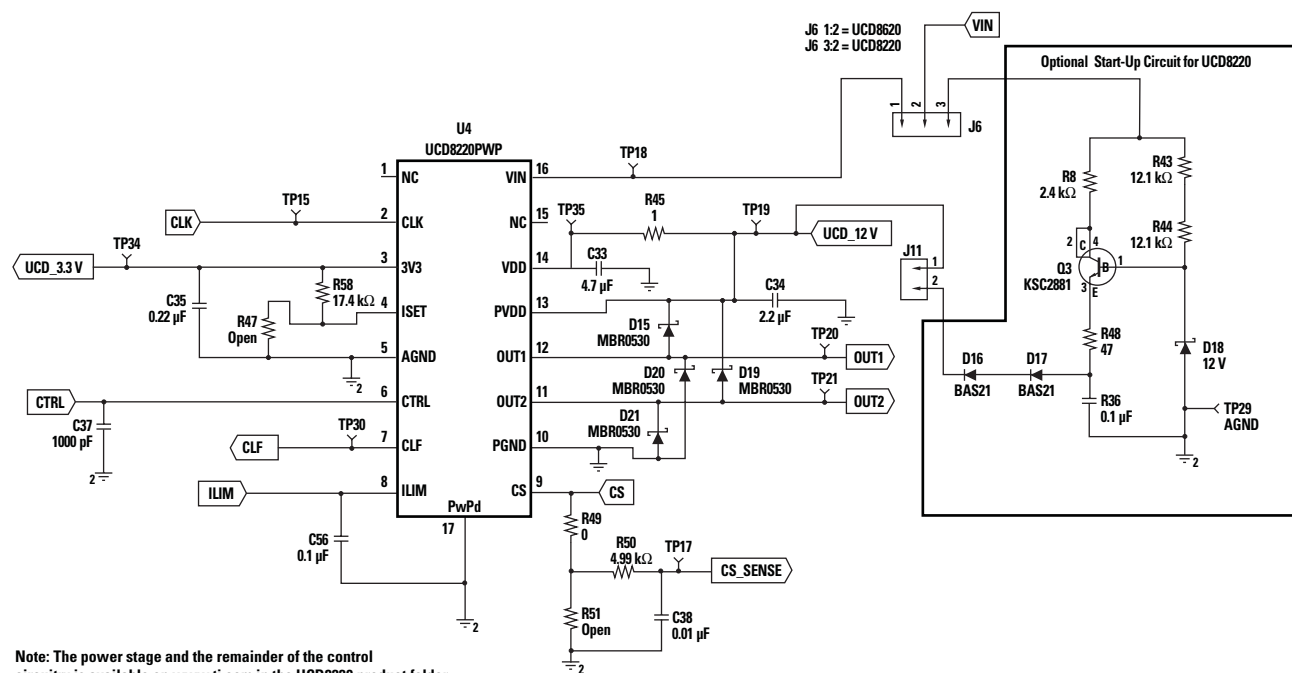 J6 1:2 = UCD8620
J6 3:2 = UCD8220
VIN
Optional Start-Up Circuit for UCD8220
1
2
3
J6
U4
UCD8220PWP
1
NC
VIN
16
TP18
R8
2.4 kΩ
R43
12.1 kΩ
CLK
TP15
2
CLK
NC
15
TP35
R45
1
TP19
UCD_12 V
R44
12.1 kΩ
UCD_3.3 V
TP34
3
3V3
VDD
14
C33
4.7 µF
J11
1
2
2
C
4
B
1
Q3
KSC2881
3
E
R58
17.4 kΩ
C35
0.22 µF
R47
Open
4
ISET
PVDD
13
C34
2.2 µF
D15
MBR0530
TP20
R48
47
D18
12 V
5
AGND
2
OUT1
12
OUT1
D20
MBR0530
D19
MBR0530
TP21
D16
BAS21
D17
BAS21
CTRL
6
CTRL
OUT2
11
OUT2
R36
0.1 µF
TP29
AGND
C37
1000 pF
D21
MBR0530
CLF
TP30
7
CLF
PGND
10
2
2
ILIM
8
ILIM
CS
9
CS
PwPd
17
C56
0.1 µF
R49
0
R50
4.99 kΩ
TP17
CS_SENSE
R51
Open
C38
0.01 µF
2
2
Note: The power stage and the remainder of the control